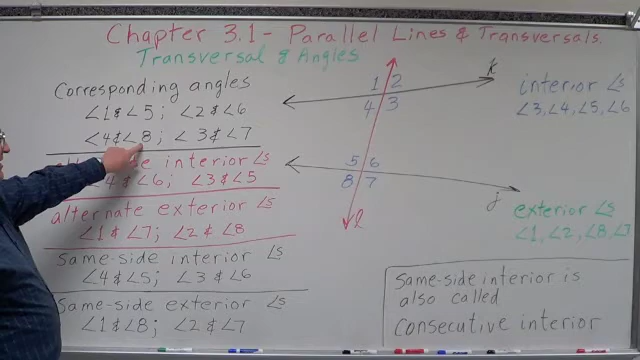 Chapter 3.1- Parallel Lines & Transversals.
Transversal & Angles
Corresponding angles
∠1 & ∠5; ∠2 & ∠6
∠4 & ∠8; ∠3 & ∠7
interior ∠s
∠4 & ∠6; ∠3 & ∠5
alternate exterior ∠s
∠1 & ∠7; ∠2 & ∠8
Same-side interior ∠s
∠4 & ∠5; ∠3 & ∠6
Same-side exterior ∠s
∠1 & ∠8; ∠2 & ∠7
k
1 2
4 3
5 6
8 7
j
l
interior ∠s
∠3, ∠4, ∠5, ∠6
exterior ∠s
∠1, ∠2, ∠8, ∠7
Same-side interior is
also called
consecutive interior